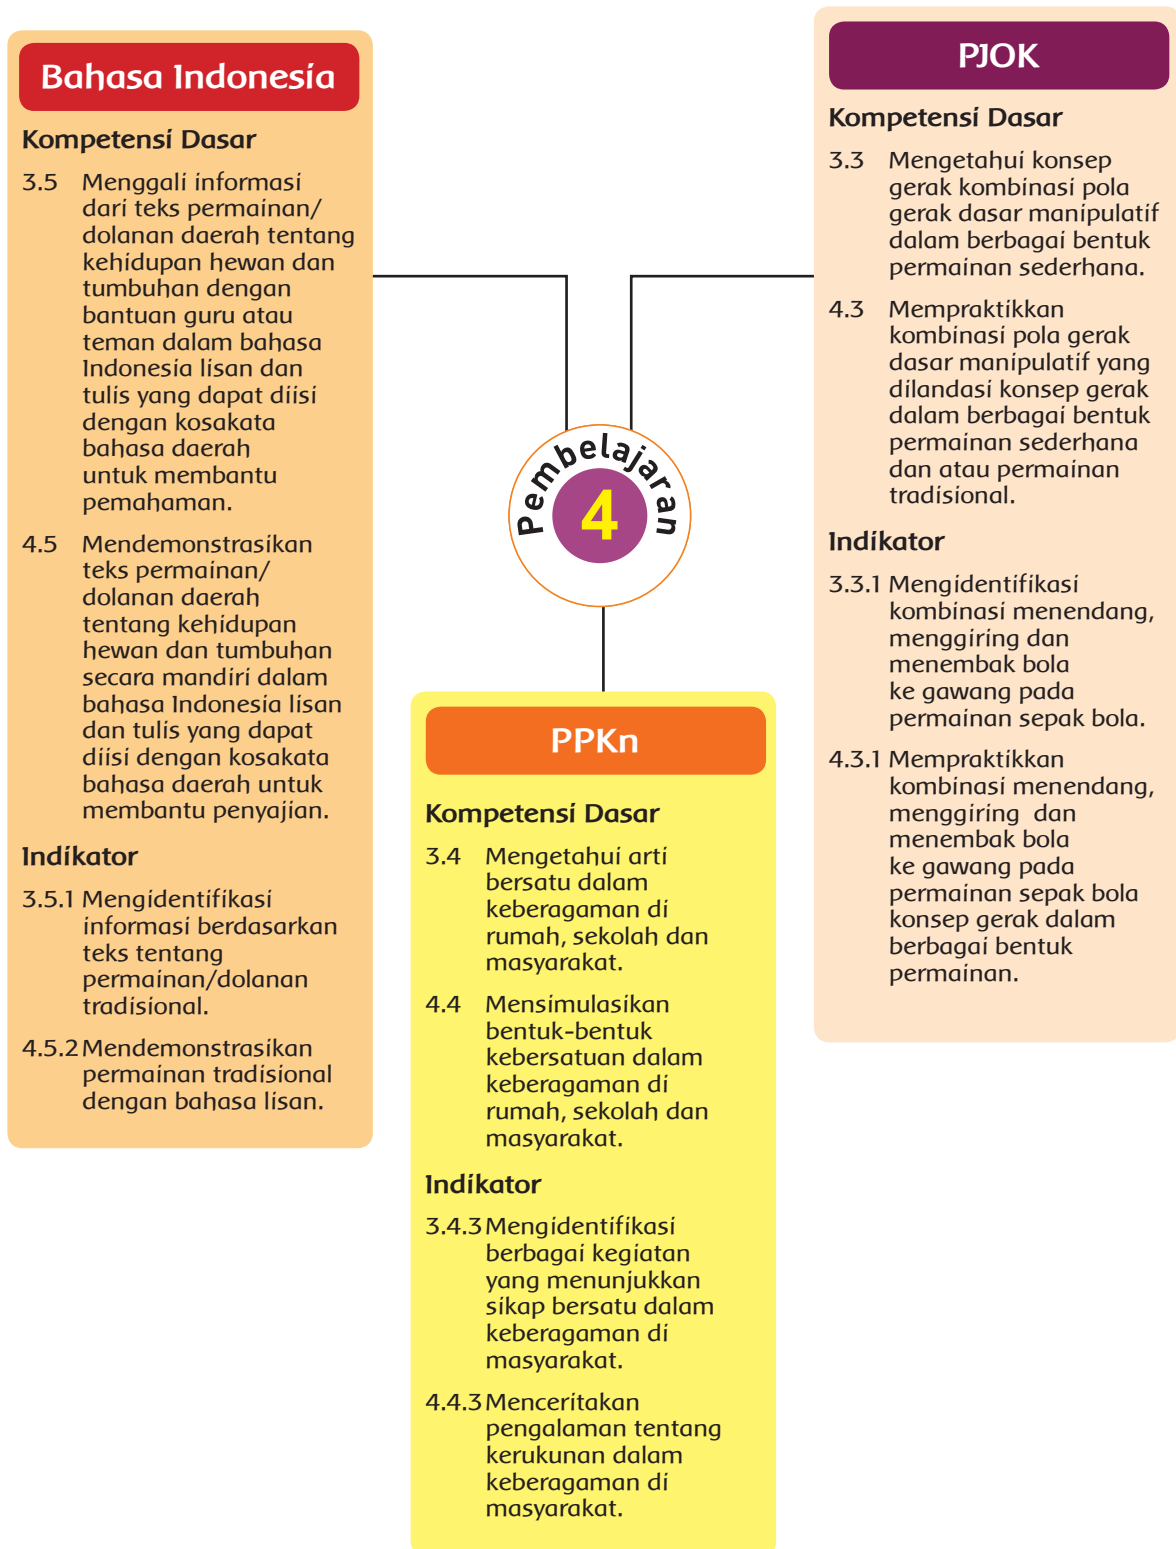 Bahasa Indonesia
Kompetensi Dasar
3.5 Menggali informasi
dari teks permainan/
dolanan daerah tentang
kehidupan hewan dan
tumbuhan dengan
bantuan guru atau
teman dalam bahasa
Indonesia lisan dan
tulis yang dapat diisi
dengan kosakata
bahasa daerah
untuk membantu
pemahaman.
4.5 Mendemonstrasikan
teks permainan/
dolanan daerah
tentang kehidupan
hewan dan tumbuhan
secara mandiri dalam
bahasa Indonesia lisan
dan tulis yang dapat
diisi dengan kosakata
bahasa daerah untuk
membantu penyajian.
Indikator
3.5.1 Mengidentifikasi
informasi berdasarkan
teks tentang
permainan/dolanan
tradisional.
4.5.2 Mendemonstrasikan
permainan tradisional
dengan bahasa lisan.
PJOK
Kompetensi Dasar
3.3 Mengetahui konsep
gerak kombinasi pola
gerak dasar manipulatif
dalam berbagai bentuk
permainan sederhana.
4.3 Mempraktikkan
kombinasi pola gerak
dasar manipulatif yang
dilandasi konsep gerak
dalam berbagai bentuk
permainan sederhana
dan atau permainan
tradisional.
Indikator
3.3.1 Mengidentifikasi
kombinasi menendang,
menggiring dan
menembak bola
ke gawang pada
permainan sepak bola.
4.3.1 Mempraktikkan
kombinasi menendang,
menggiring dan
menembak bola
ke gawang pada
permainan sepak bola
konsep gerak dalam
berbagai bentuk
permainan.
Pembelajaran
4
PPKn
Kompetensi Dasar
3.4 Mengetahui arti
bersatu dalam
keberagaman di
rumah, sekolah dan
masyarakat.
4.4 Mensimulasikan
bentuk-bentuk
kebersatuan dalam
keberagaman di
rumah, sekolah dan
masyarakat.
Indikator
3.4.3 Mengidentifikasi
berbagai kegiatan
yang menunjukkan
sikap bersatu dalam
keberagaman di
masyarakat.
4.4.3 Menceritakan
pengalaman tentang
kerukunan dalam
keberagaman di
masyarakat.